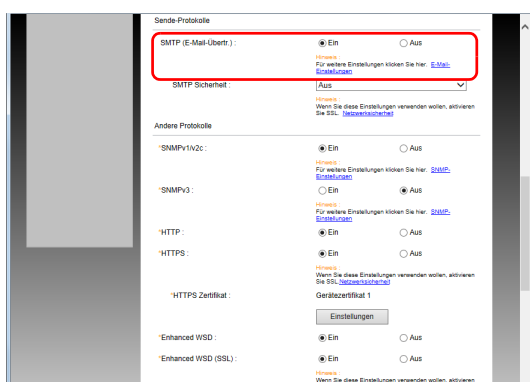 Sende-Protokolle
SMTP (E-Mail-Übertr.) : Ein Aus
Hinweis :
Für weitere Einstellungen klicken Sie hier. E-Mail-
Einstellungen
SMTP Sicherheit : Aus
Hinweis :
Wenn Sie diese Einstellungen verwenden wollen, aktivieren
Sie SSL. Netzwerksicherheit
Andere Protokolle
*SNMPv1/v2c : Ein Aus
Hinweis :
Für weitere Einstellungen klicken Sie hier. SNMP-
Einstellungen
*SNMPv3 : Ein Aus
Hinweis :
Für weitere Einstellungen klicken Sie hier. SNMP-
Einstellungen
*HTTP : Ein Aus
*HTTPS : Ein Aus
Hinweis :
Wenn Sie diese Einstellungen verwenden wollen, aktivieren
Sie SSL.Netzwerksicherheit
*HTTPS Zertifikat : Gerätezertifikat 1
Einstellungen
*Enhanced WSD : Ein Aus
*Enhanced WSD (SSL) : Ein Aus
Hinweis :
Wenn Sie diese Einstellungen verwenden wollen, aktivieren